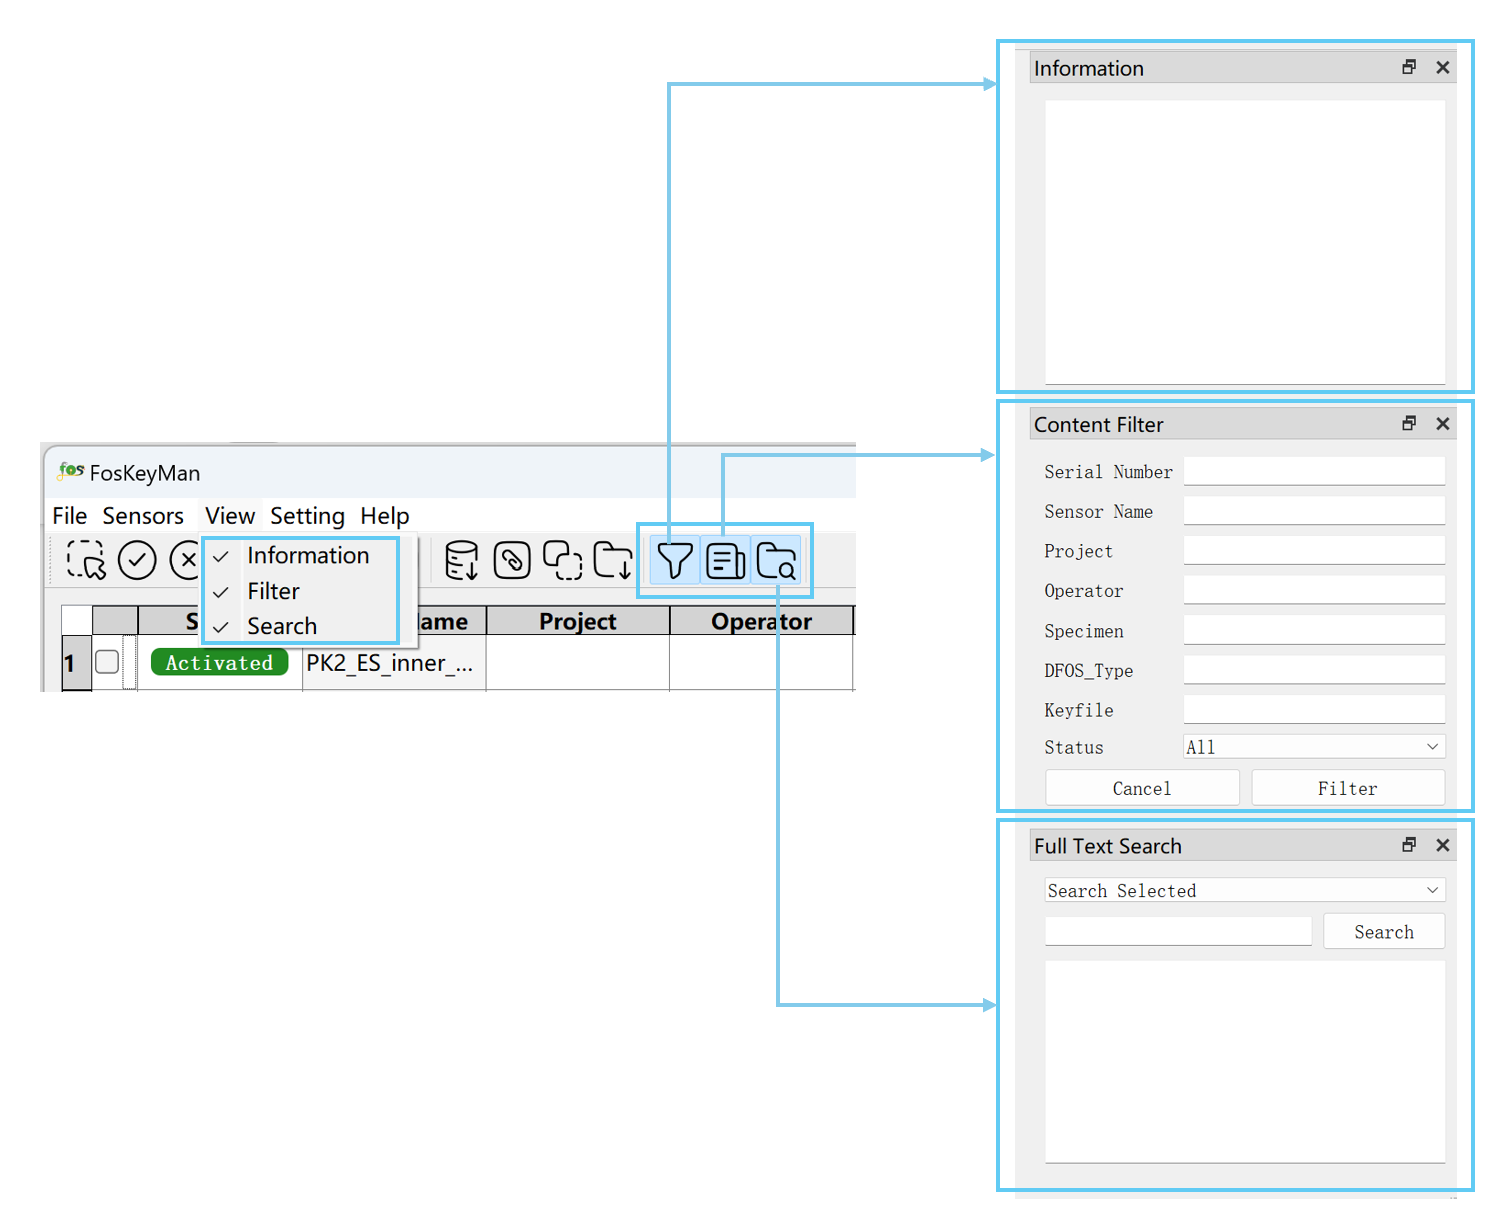 Information
Content Filter
Serial Number
Sensor Name
Project
Operator
Specimen
DFOS_Type
Keyfile
Status All
Cancel Filter
Full Text Search
Search Selected
Search
fos FosKeyMan
File Sensors View Setting Help
Information
Filter
Search
S ame Project Operator
1 Activated PK2_ES_inner_...